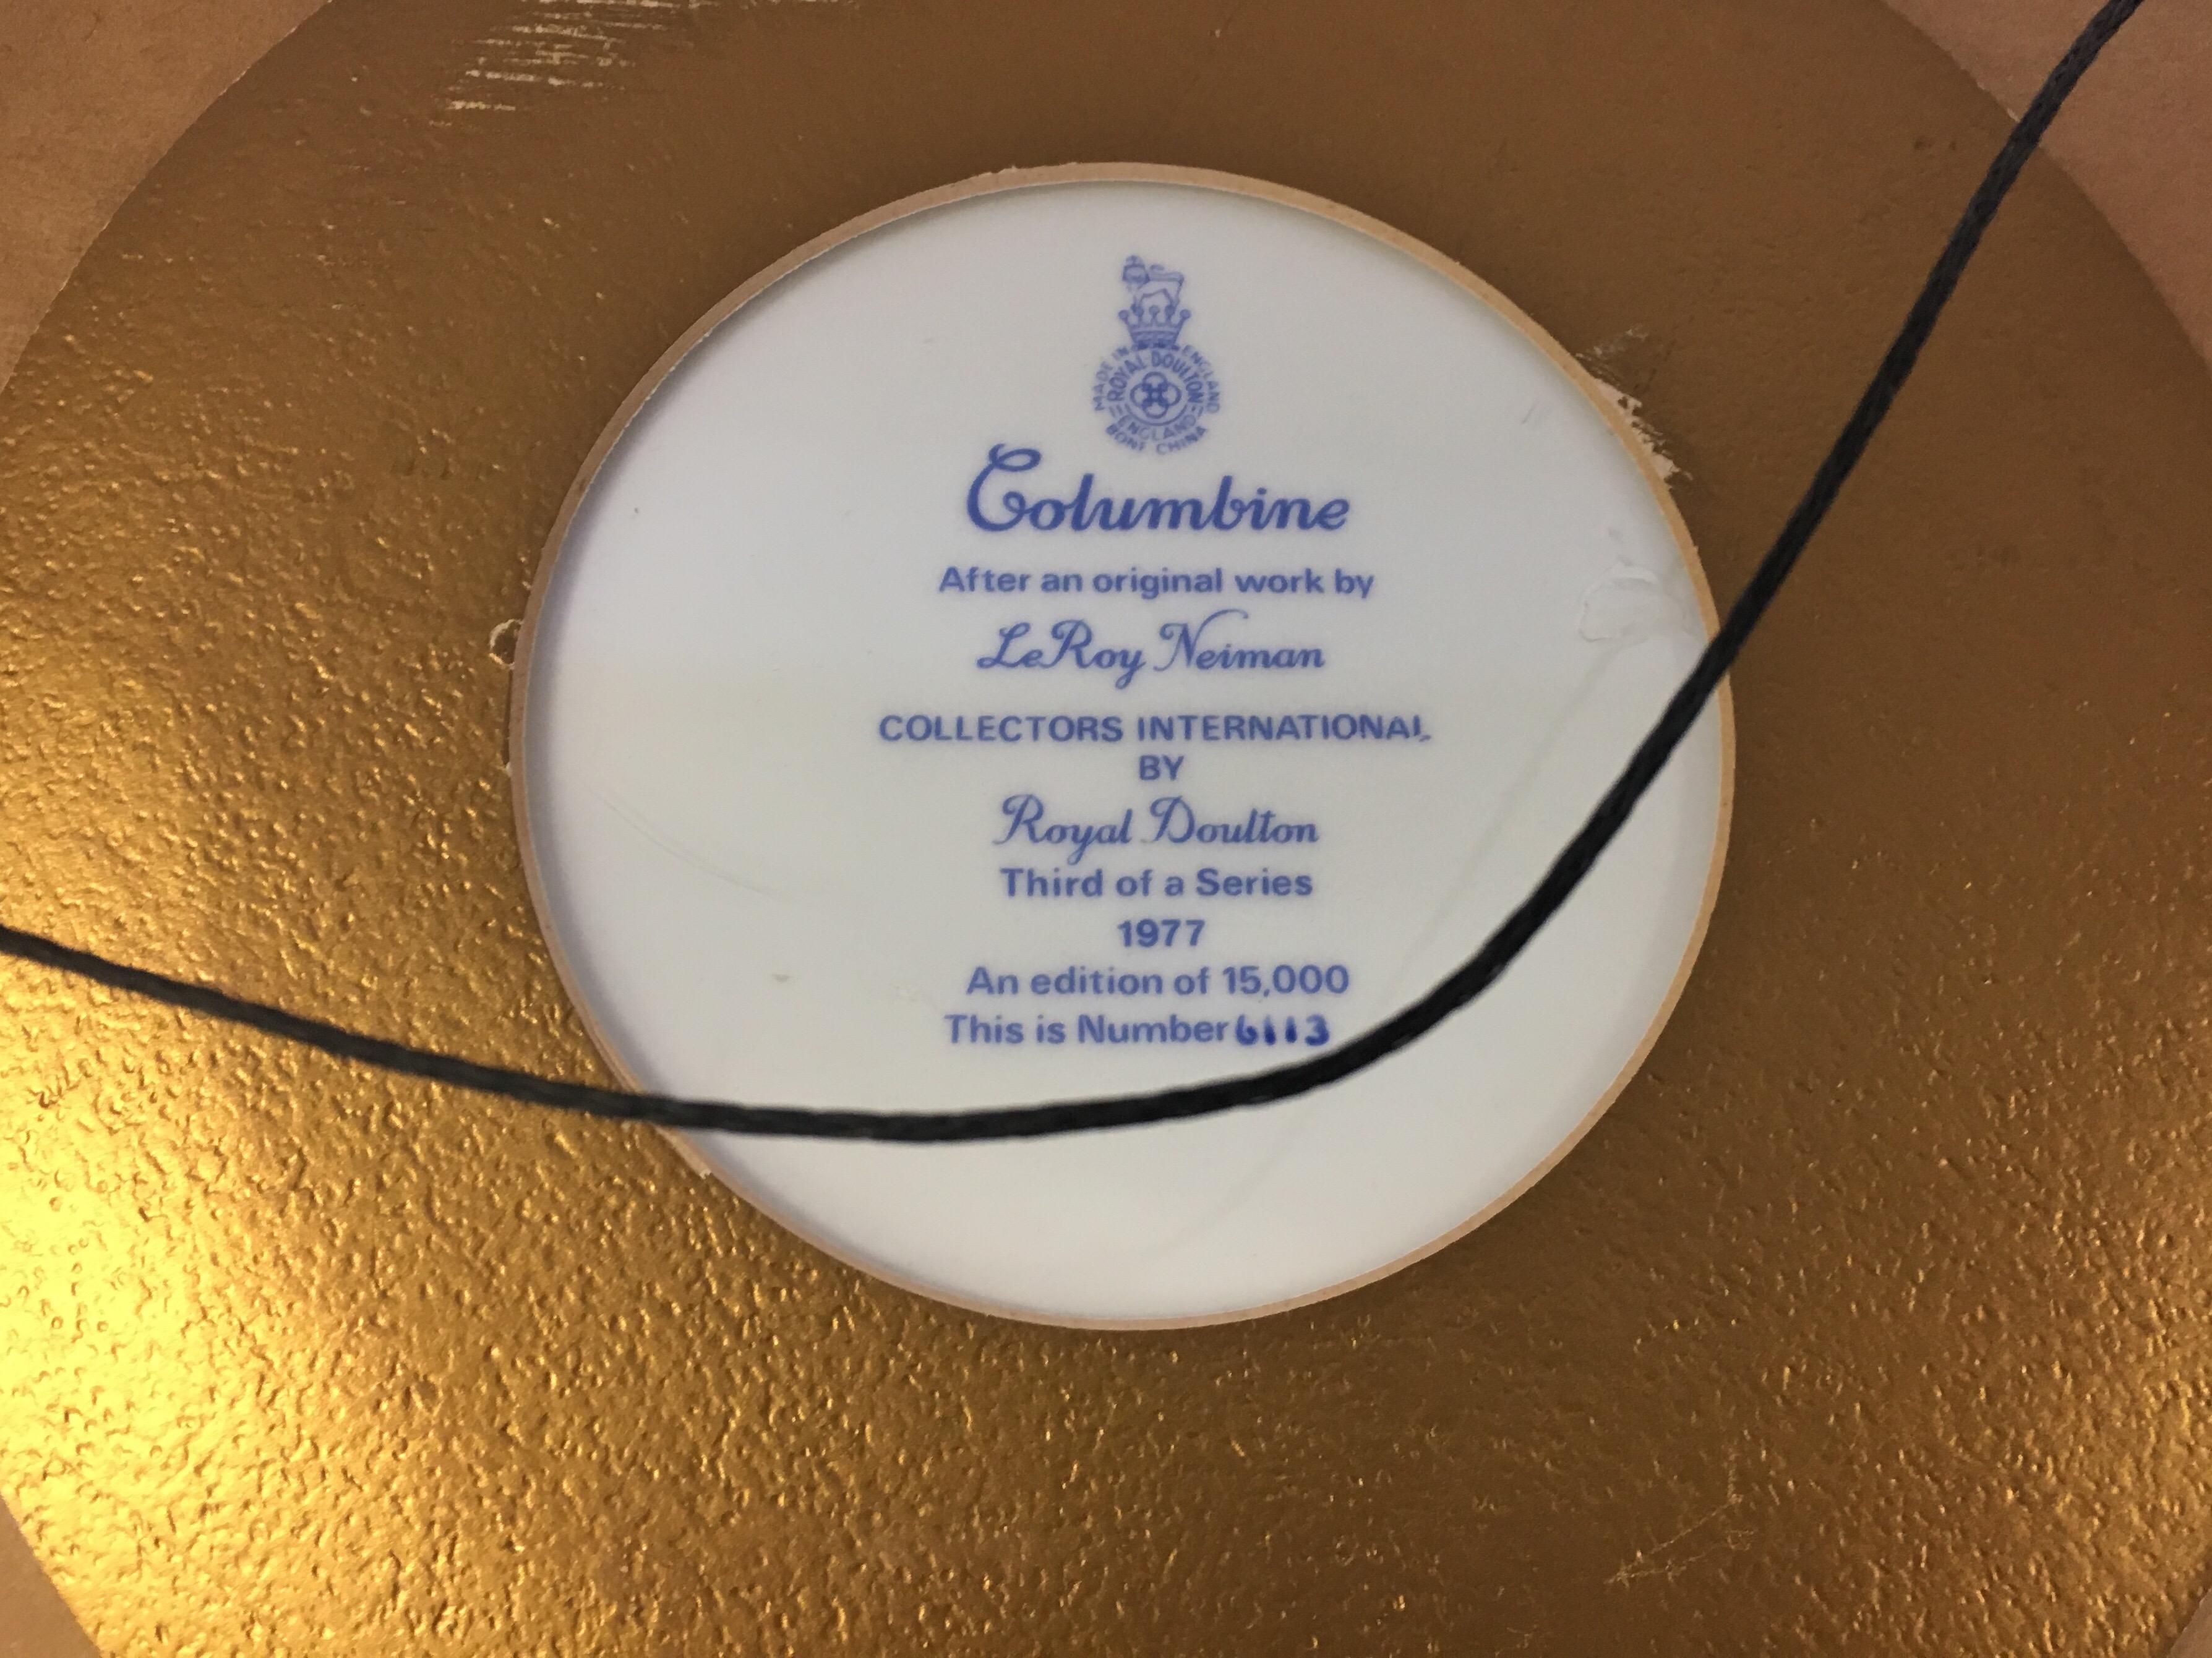 MADE IN ENGLAND
ROYAL DOULTON
ENGLAND
BONE CHINA
Columbine
After an original work by
LeRoy Neiman
COLLECTORS INTERNATIONAL
BY
Royal Doulton
Third of a Series
1977
An edition of 15,000
This is Number 6113